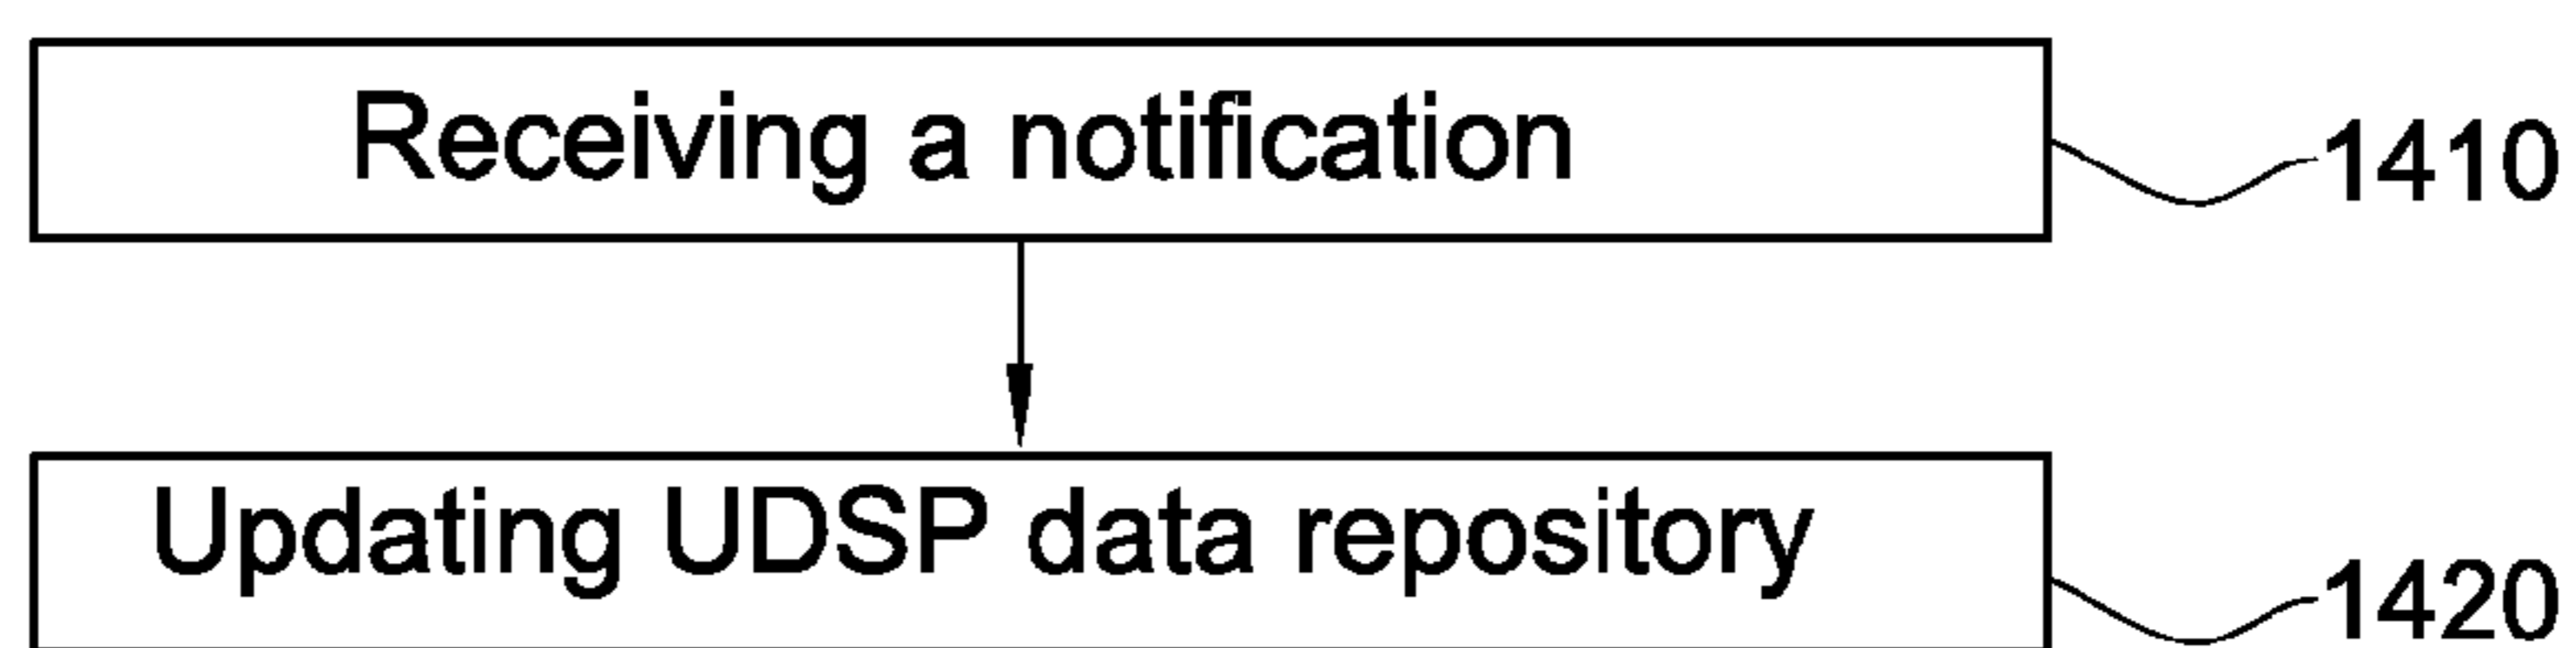 Receiving a notification
1410
Updating UDSP data repository
1420